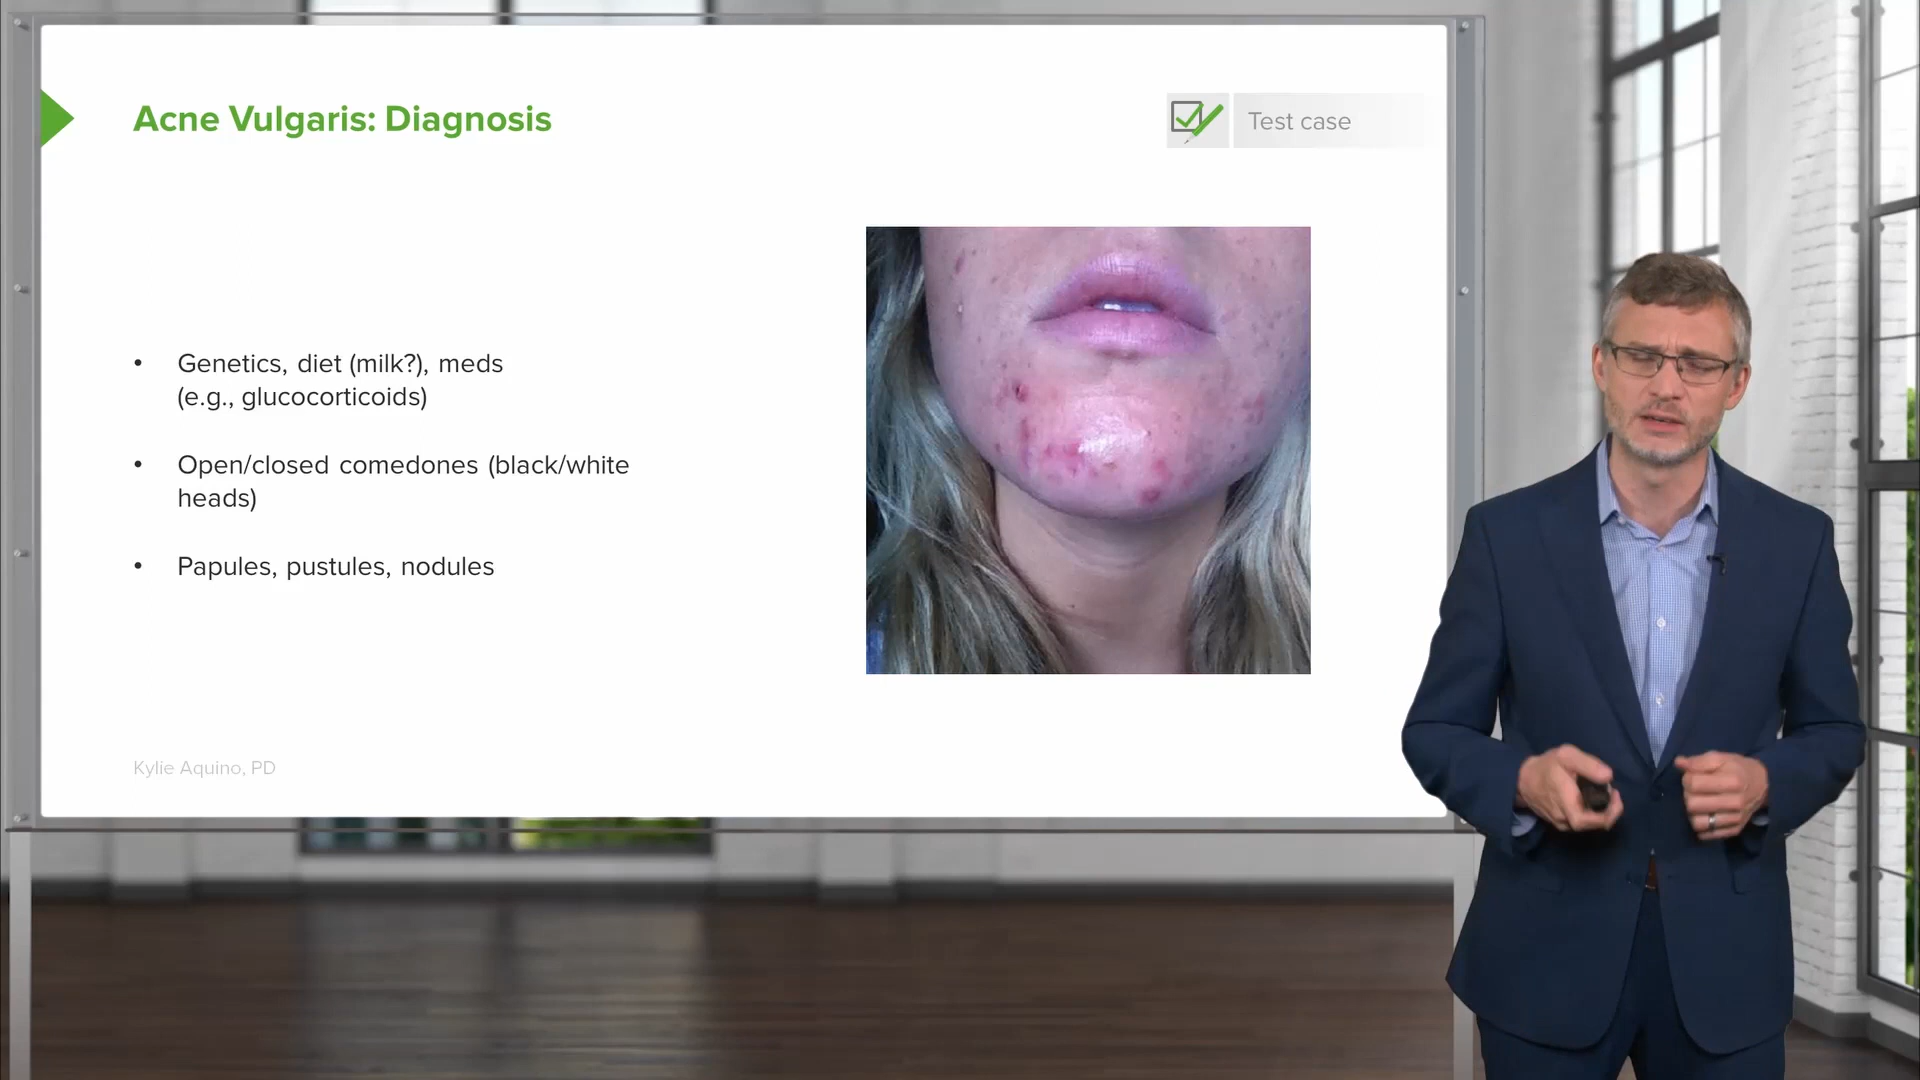 Acne Vulgaris: Diagnosis
Test case
• Genetics, diet (milk?), meds
(e.g., glucocorticoids)
• Open/closed comedones (black/white
heads)
• Papules, pustules, nodules
Kylie Aquino, PD